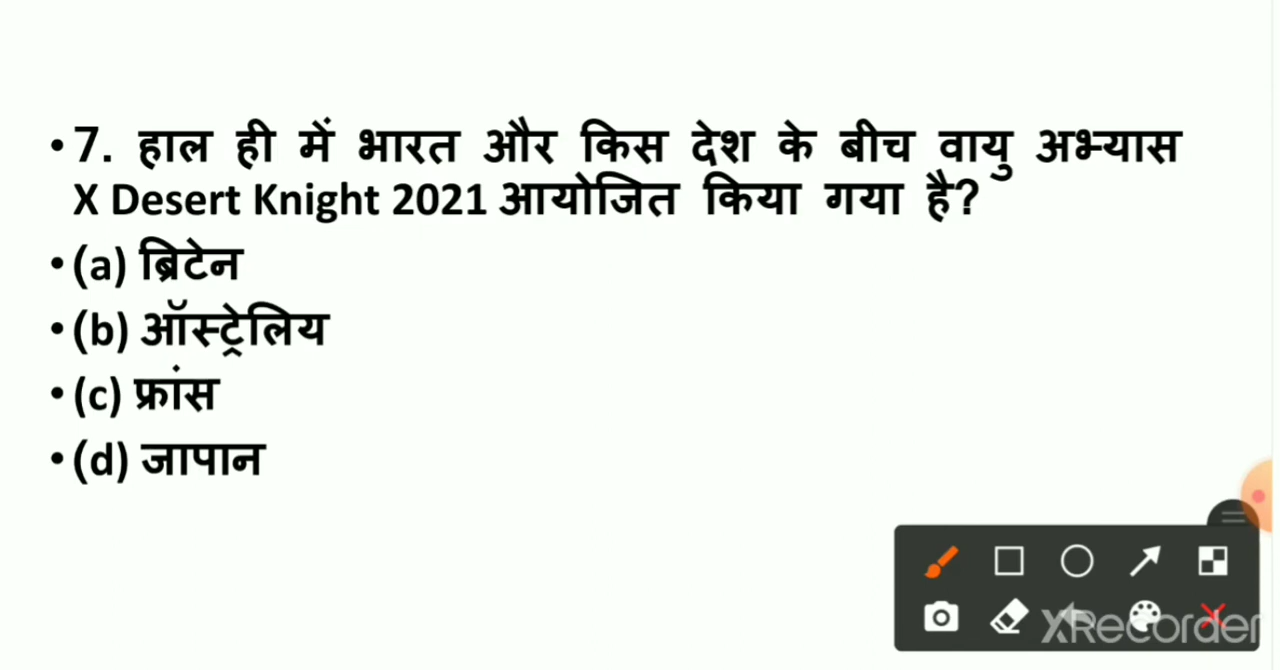 •7. हाल ही में भारत और किस देश के बीच वायु अभ्यास
X Desert Knight 2021 आयोजित किया गया है?
•(a) ब्रिटेन
•(b) ऑस्ट्रेलिय
•(c) फ्रांस
•(d) जापान
XRecorder